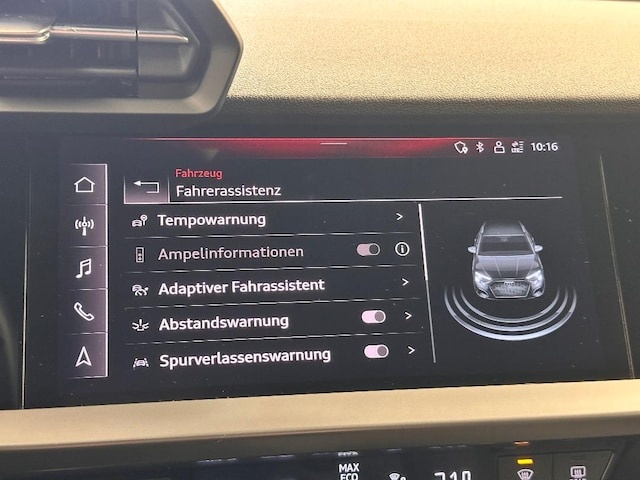 10:16
Fahrzeug
Fahrerassistenz
Tempowarnung
Ampelinformationen
Adaptiver Fahrassistent
Abstandswarnung
Spurverlassenswarnung
MAX
ECO